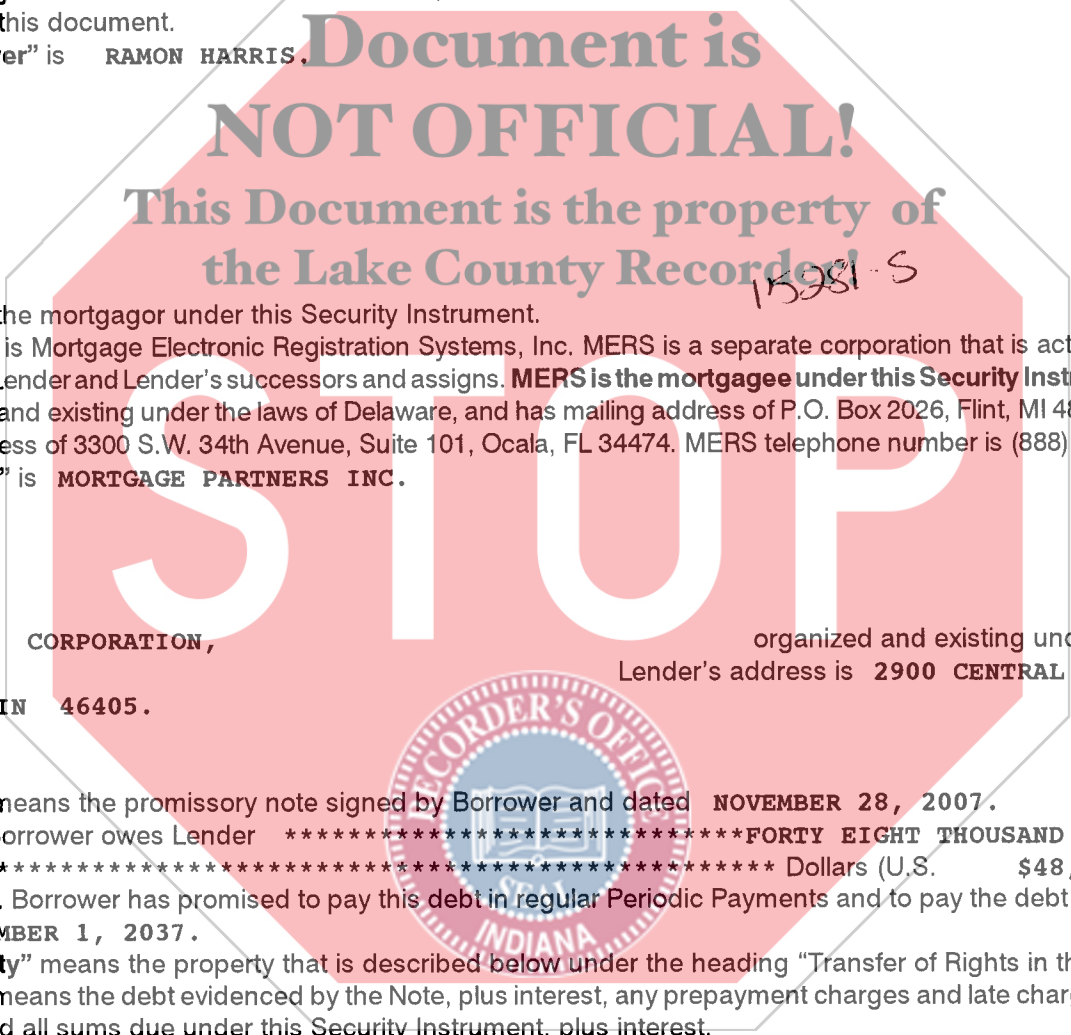 this document.
Document is
er” is RAMON HARRIS.
NOT OFFICIAL!
This Document is the property of
the Lake County Recorder!
15281-S
the mortgagor under this Security Instrument.
is Mortgage Electronic Registration Systems, Inc. MERS is a separate corporation that is act
Lender and Lender’s successors and assigns. MERS is the mortgagee under this Security Inst
and existing under the laws of Delaware, and has mailing address of P.O. Box 2026, Flint, MI 48
ess of 3300 S.W. 34th Avenue, Suite 101, Ocala, FL 34474. MERS telephone number is (888)
” is MORTGAGE PARTNERS INC.
STOP
CORPORATION, organized and existing und
Lender’s address is 2900 CENTRAL
IN 46405.
RECORDER'S OFFICE
means the promissory note signed by Borrower and dated NOVEMBER 28, 2007.
orrower owes Lender *****************************FORTY EIGHT THOUSAND
************************************************* Dollars (U.S. $48,
. Borrower has promised to pay this debt in regular Periodic Payments and to pay the debt
SEAL
MBER 1, 2037.
INDIANA
ty” means the property that is described below under the heading “Transfer of Rights in th
means the debt evidenced by the Note, plus interest, any prepayment charges and late charg
d all sums due under this Security Instrument, plus interest.